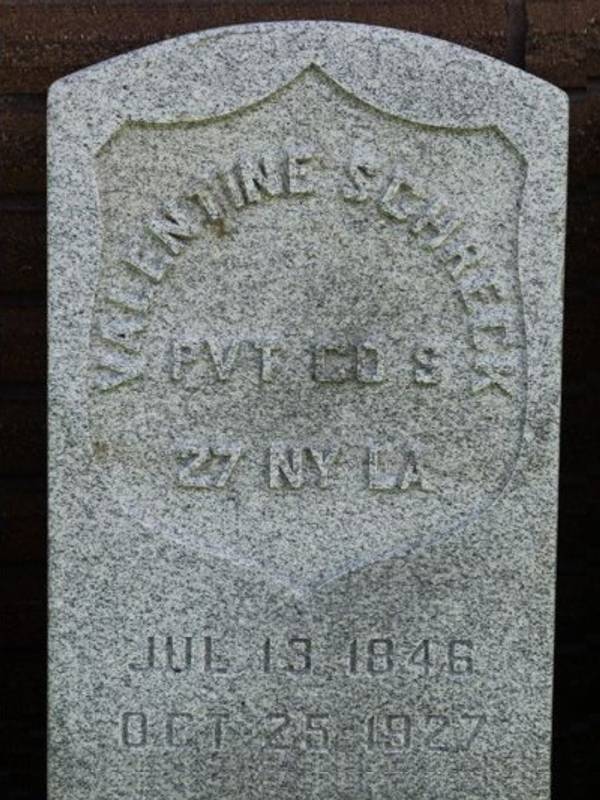 VALENTINE SCHRECK
PVT CO S
27 NY LA
JUL 13 1846
OCT 25 1927